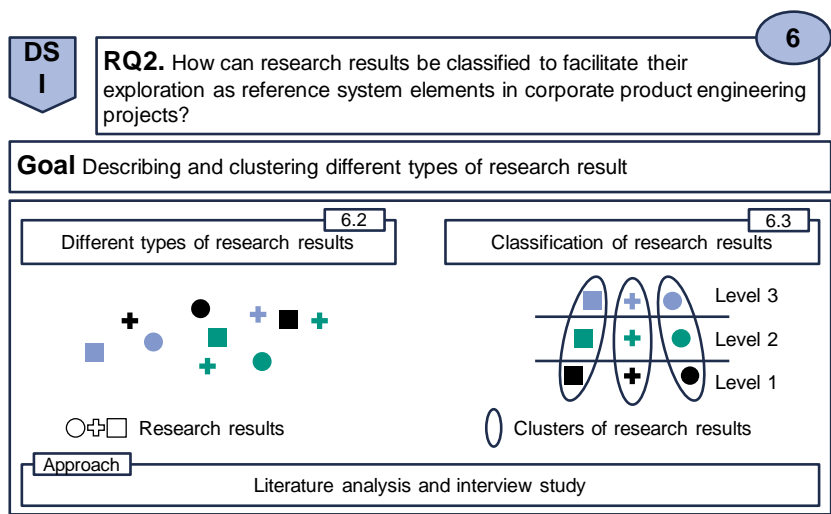 6
DS
I
RQ2. How can research results be classified to facilitate their
exploration as reference system elements in corporate product engineering
projects?
Goal Describing and clustering different types of research result
6.2
Different types of research results
6.3
Classification of research results
Level 3
Level 2
Level 1
Research results
Clusters of research results
Approach
Literature analysis and interview study